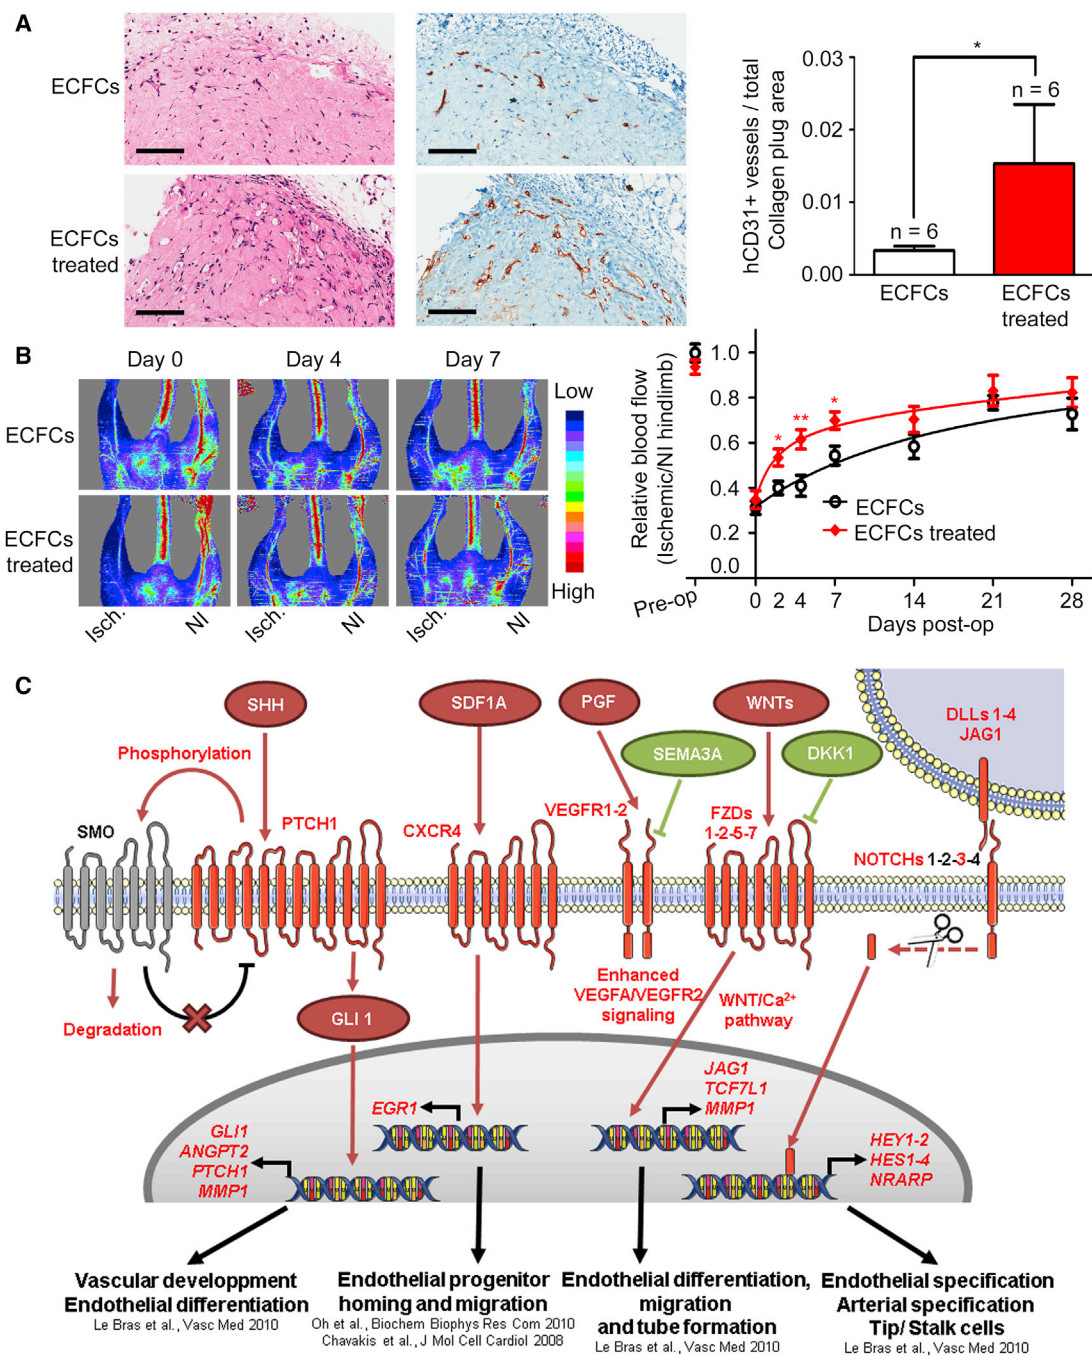 A
ECFCs
ECFCs
treated
hCD31+ vessels / total
Collagen plug area
0.03
0.02
0.01
0.00
*
n = 6
n = 6
ECFCs
ECFCs
treated
B
Day 0
Day 4
Day 7
ECFCs
ECFCs
treated
Isch.
NI
Isch.
NI
Isch.
NI
Low
High
Relative blood flow
(Ischemic/NI hindlimb)
1.0
0.8
0.6
0.4
0.2
0.0
*
**
*
ECFCs
ECFCs treated
Pre-op
0
2
4
7
14
21
28
Days post-op
C
SHH
SDF1A
PGF
WNTs
DLLs 1-4
JAG1
SEMA3A
DKK1
Phosphorylation
SMO
PTCH1
CXCR4
VEGFR1-2
FZDs
1-2-5-7
NOTCHs 1-2-3-4
Degradation
GLI 1
Enhanced
VEGFA/VEGFR2
signaling
WNT/Ca²⁺
pathway
GLI1
ANGPT2
PTCH1
MMP1
EGR1
JAG1
TCF7L1
MMP1
HEY1-2
HES1-4
NRARP
Vascular developpment
Endothelial differentiation
Le Bras et al., Vasc Med 2010
Endothelial progenitor
homing and migration
Oh et al., Biochem Biophys Res Com 2010
Chavakis et al., J Mol Cell Cardiol 2008
Endothelial differentiation,
migration
and tube formation
Le Bras et al., Vasc Med 2010
Endothelial specification
Arterial specification
Tip/ Stalk cells
Le Bras et al., Vasc Med 2010